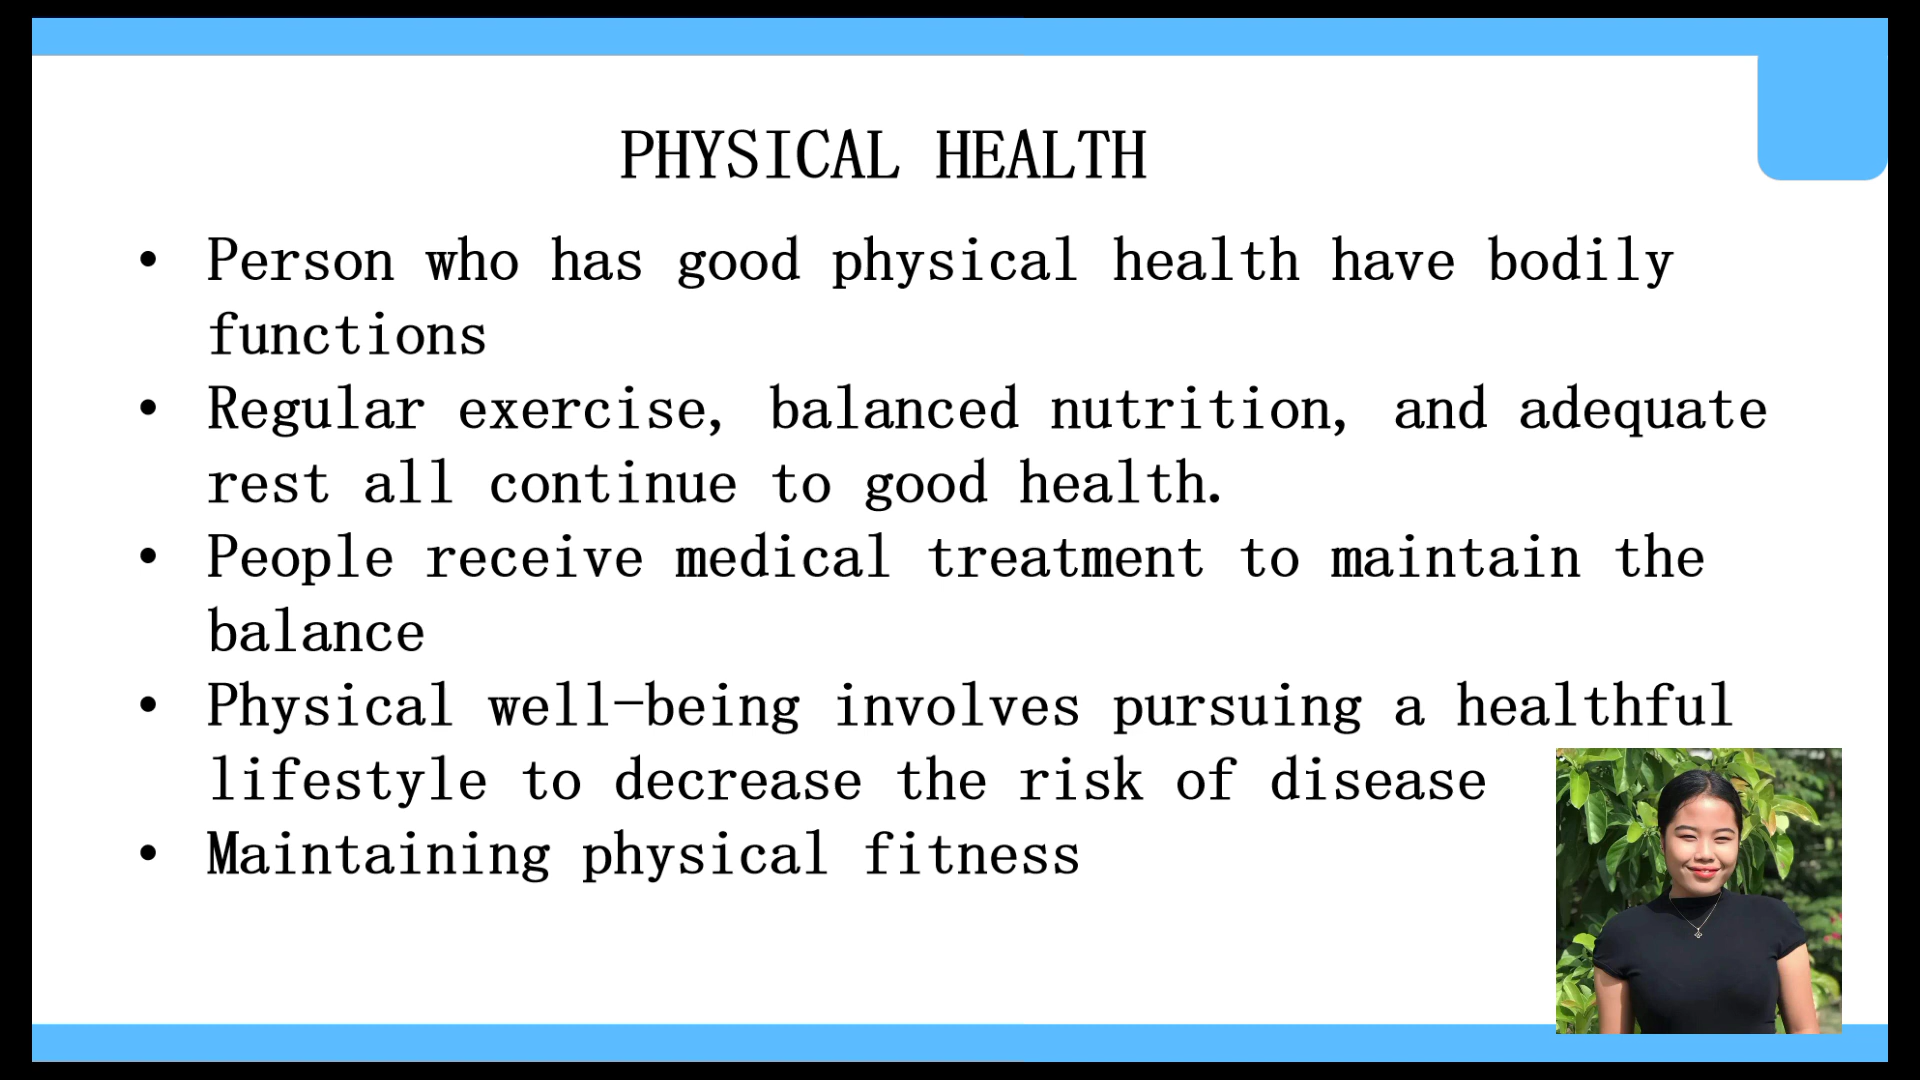 PHYSICAL HEALTH
• Person who has good physical health have bodily
functions
• Regular exercise, balanced nutrition, and adequate
rest all continue to good health.
• People receive medical treatment to maintain the
balance
• Physical well-being involves pursuing a healthful
lifestyle to decrease the risk of disease
• Maintaining physical fitness